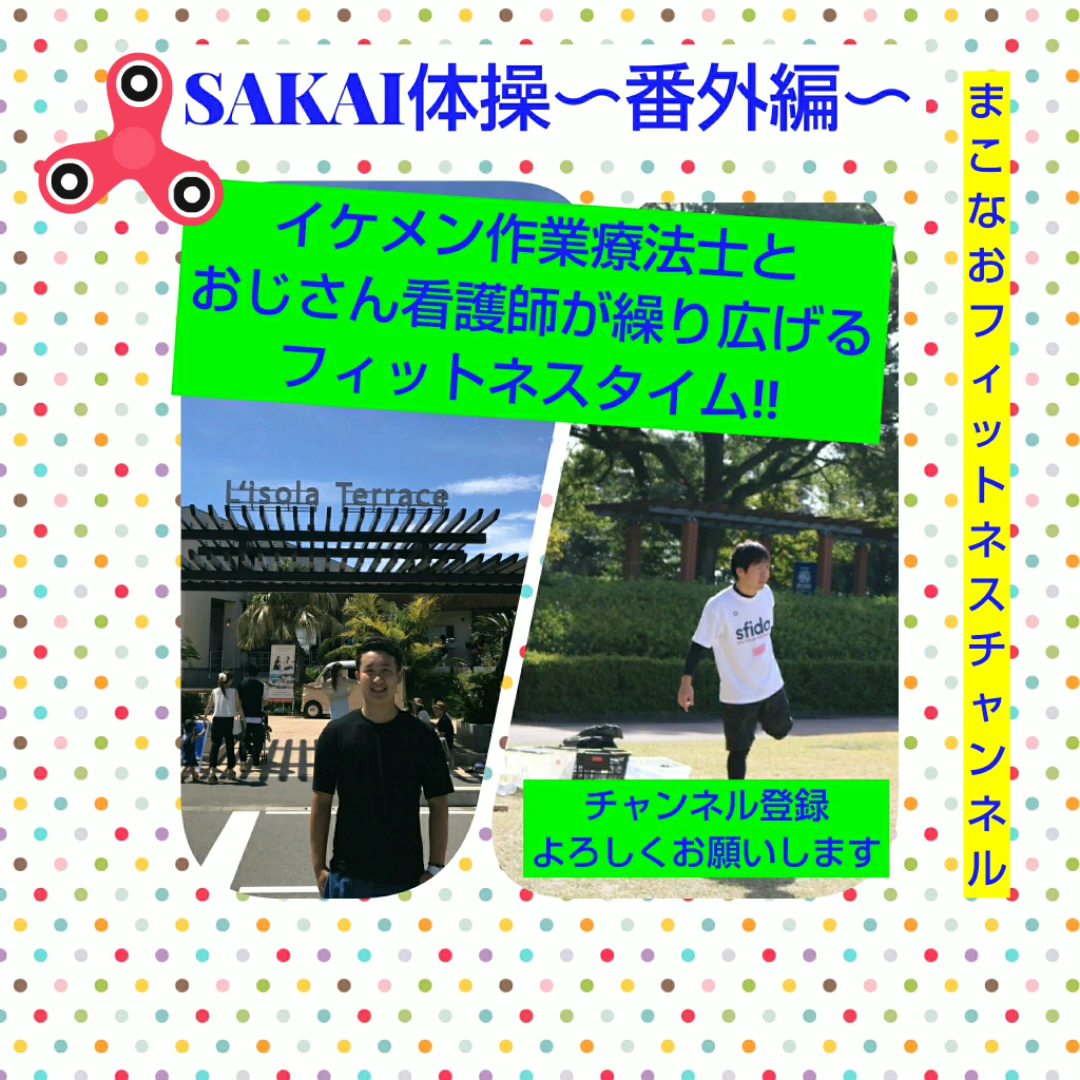 SAKAI体操〜番外編〜
イケメン作業療法士と
おじさん看護師が繰り広げる
フィットネスタイム!!
まこなおフィットネスチャンネル
L'isola Terrace
sfida
チャンネル登録
よろしくお願いします